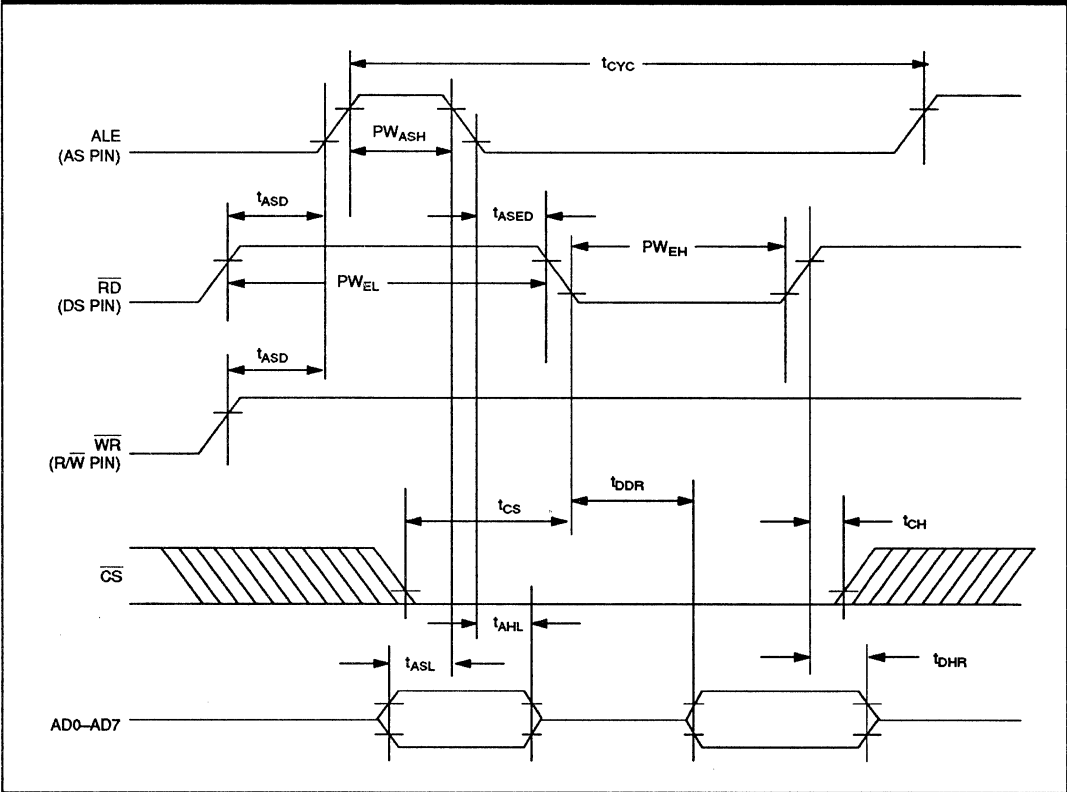 tCYC
ALE
(AS PIN)
PWASH
tASD
tASED
RD
(DS PIN)
PWEH
PWEL
tASD
WR
(R/W PIN)
tDDR
tCS
tCH
CS
tAHL
tASL
tDHR
AD0–AD7